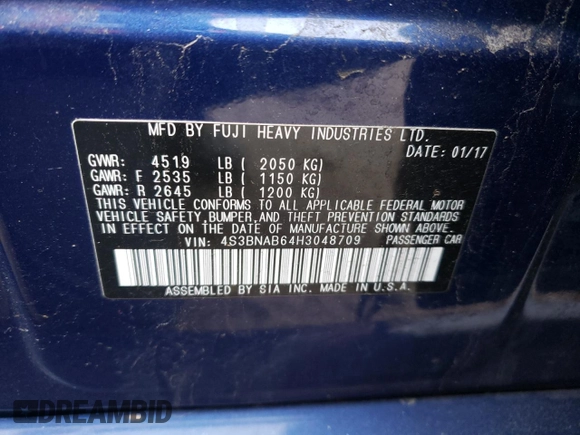 MFD BY FUJI HEAVY INDUSTRIES LTD.
DATE: 01/17
GVWR: 4519 LB ( 2050 KG)
GAWR: F 2535 LB ( 1150 KG)
GAWR: R 2645 LB ( 1200 KG)
THIS VEHICLE CONFORMS TO ALL APPLICABLE FEDERAL MOTOR
VEHICLE SAFETY,BUMPER,AND THEFT PREVENTION STANDARDS
IN EFFECT ON THE DATE OF MANUFACTURE SHOWN ABOVE.
VIN: 4S3BNAB64H3048709 PASSENGER CAR
ASSEMBLED BY SIA INC. MADE IN U.S.A.
DREAMBID